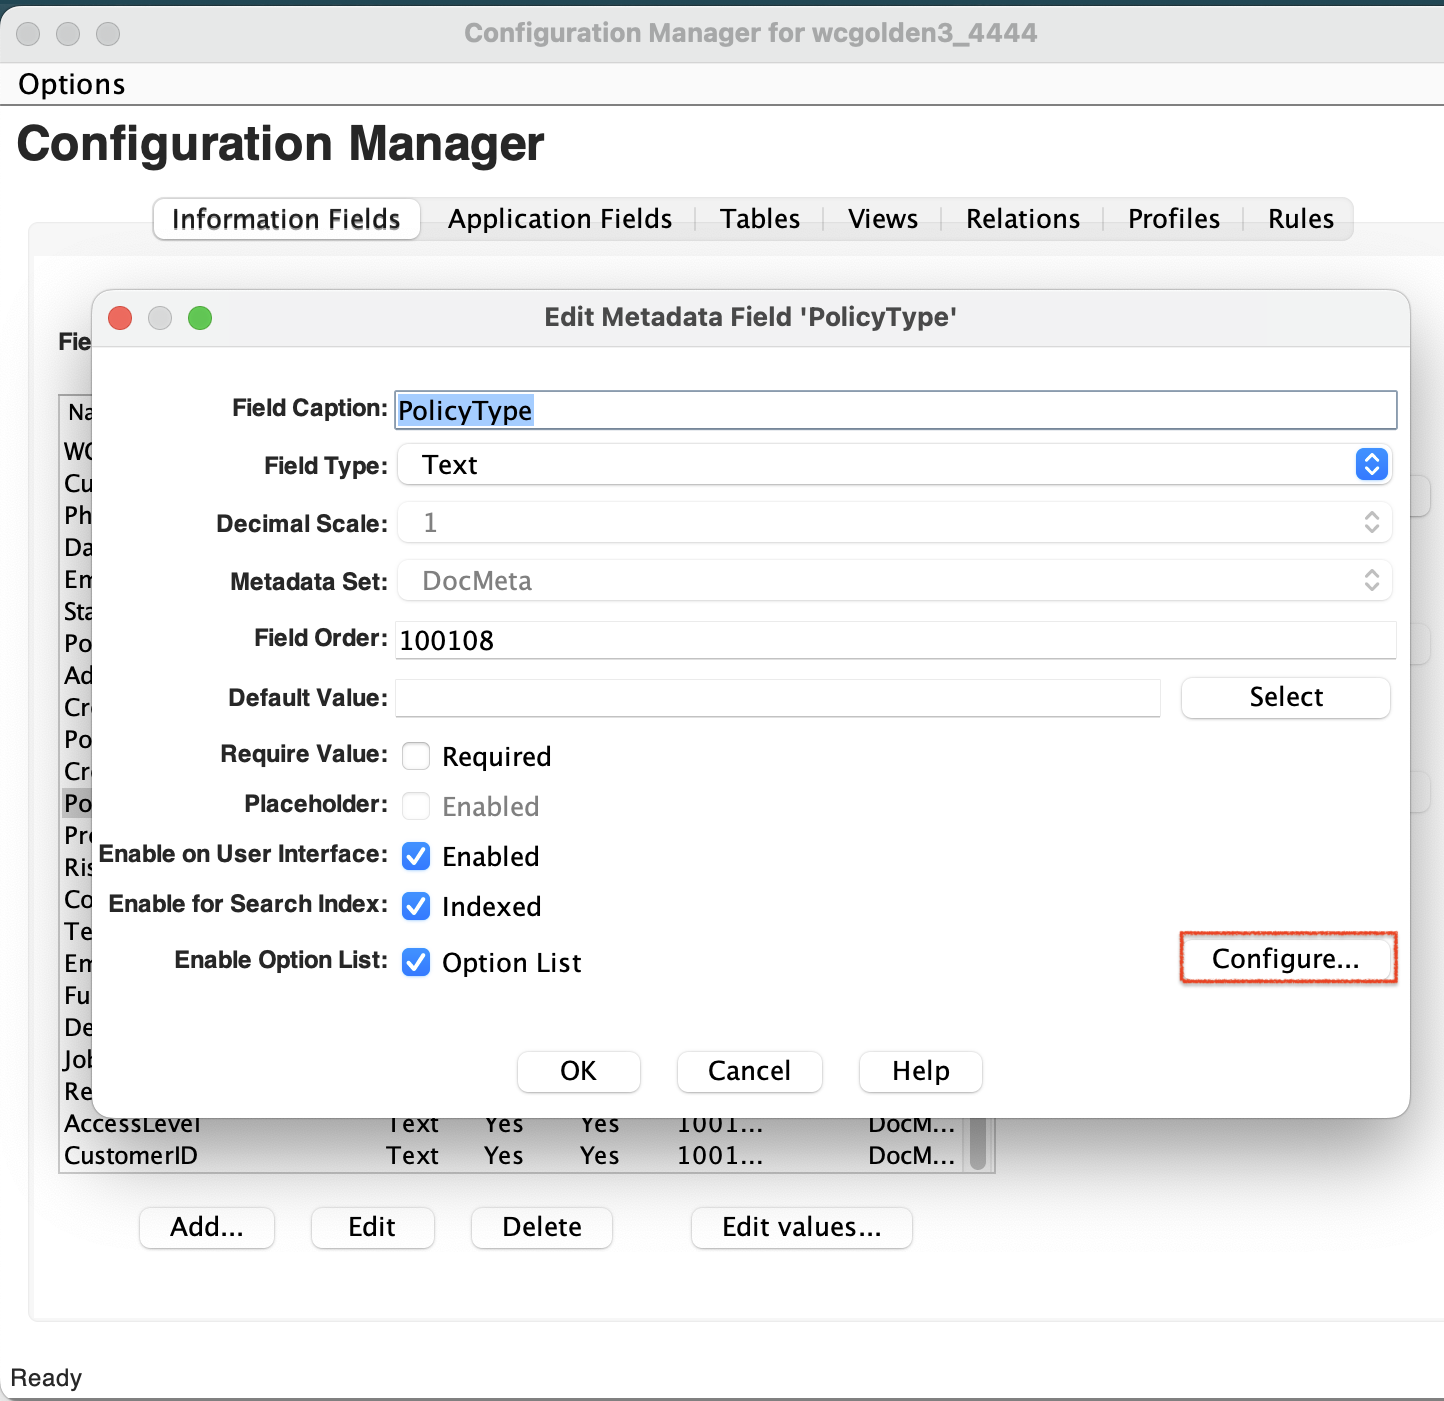 Configuration Manager for wcgolden3_4444
Options
Configuration Manager
Information Fields Application Fields Tables Views Relations Profiles Rules
Edit Metadata Field 'PolicyType'
Fie
Field Caption: PolicyType
Na
WC
Field Type: Text
Cu
Ph
Decimal Scale: 1
Da
Em
Metadata Set: DocMeta
Sta
Po
Field Order: 100108
Ad
Cre
Default Value: Select
Po
Require Value: Required
Cre
Po
Placeholder: Enabled
Pro
Enable on User Interface: Enabled
Ris
Co
Enable for Search Index: Indexed
Te
Em
Enable Option List: Option List Configure...
Fu
De
Job
OK Cancel Help
Re
AccessLevel Text Yes Yes 1001... DocM...
CustomerID Text Yes Yes 1001... DocM...
Add... Edit Delete Edit values...
Ready